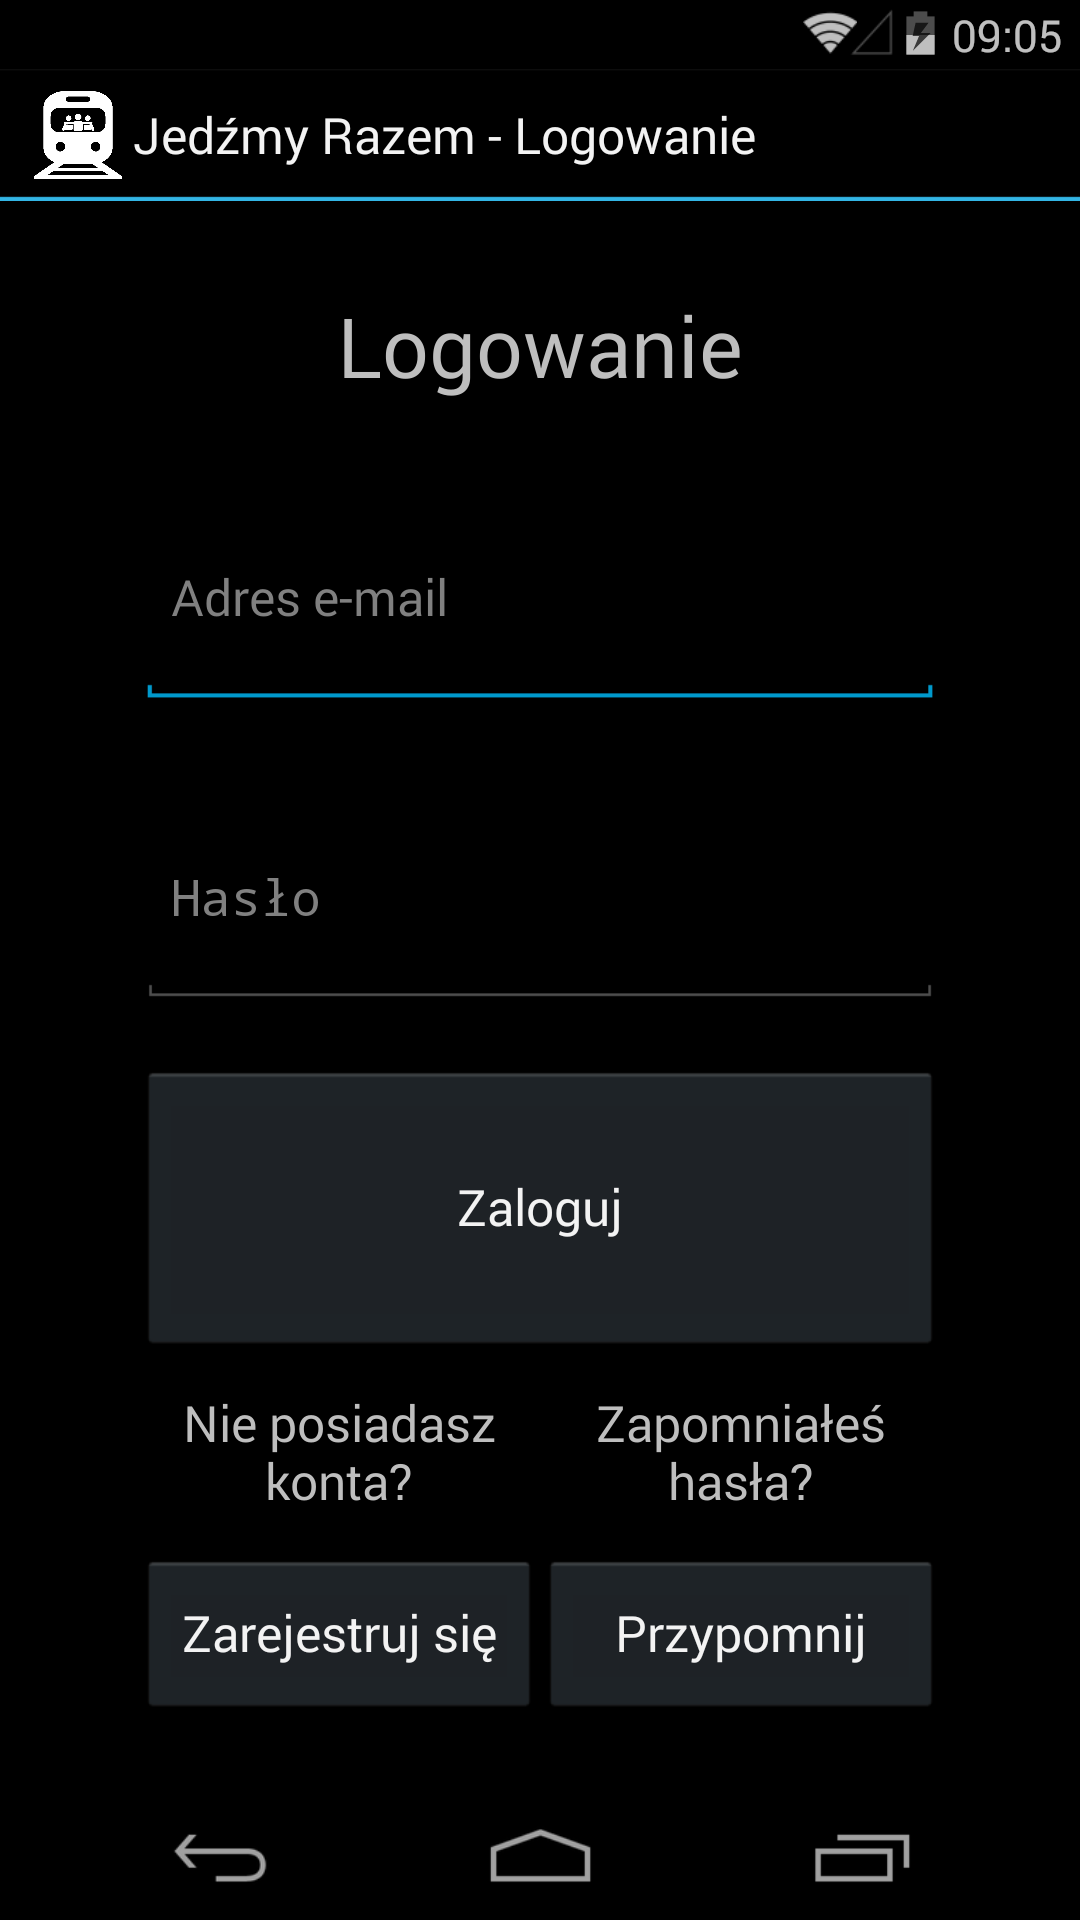 09:05
Jedźmy Razem - Logowanie
Logowanie
Adres e-mail
Hasło
Zaloguj
Nie posiadasz
konta?
Zapomniałeś
hasła?
Zarejestruj się
Przypomnij